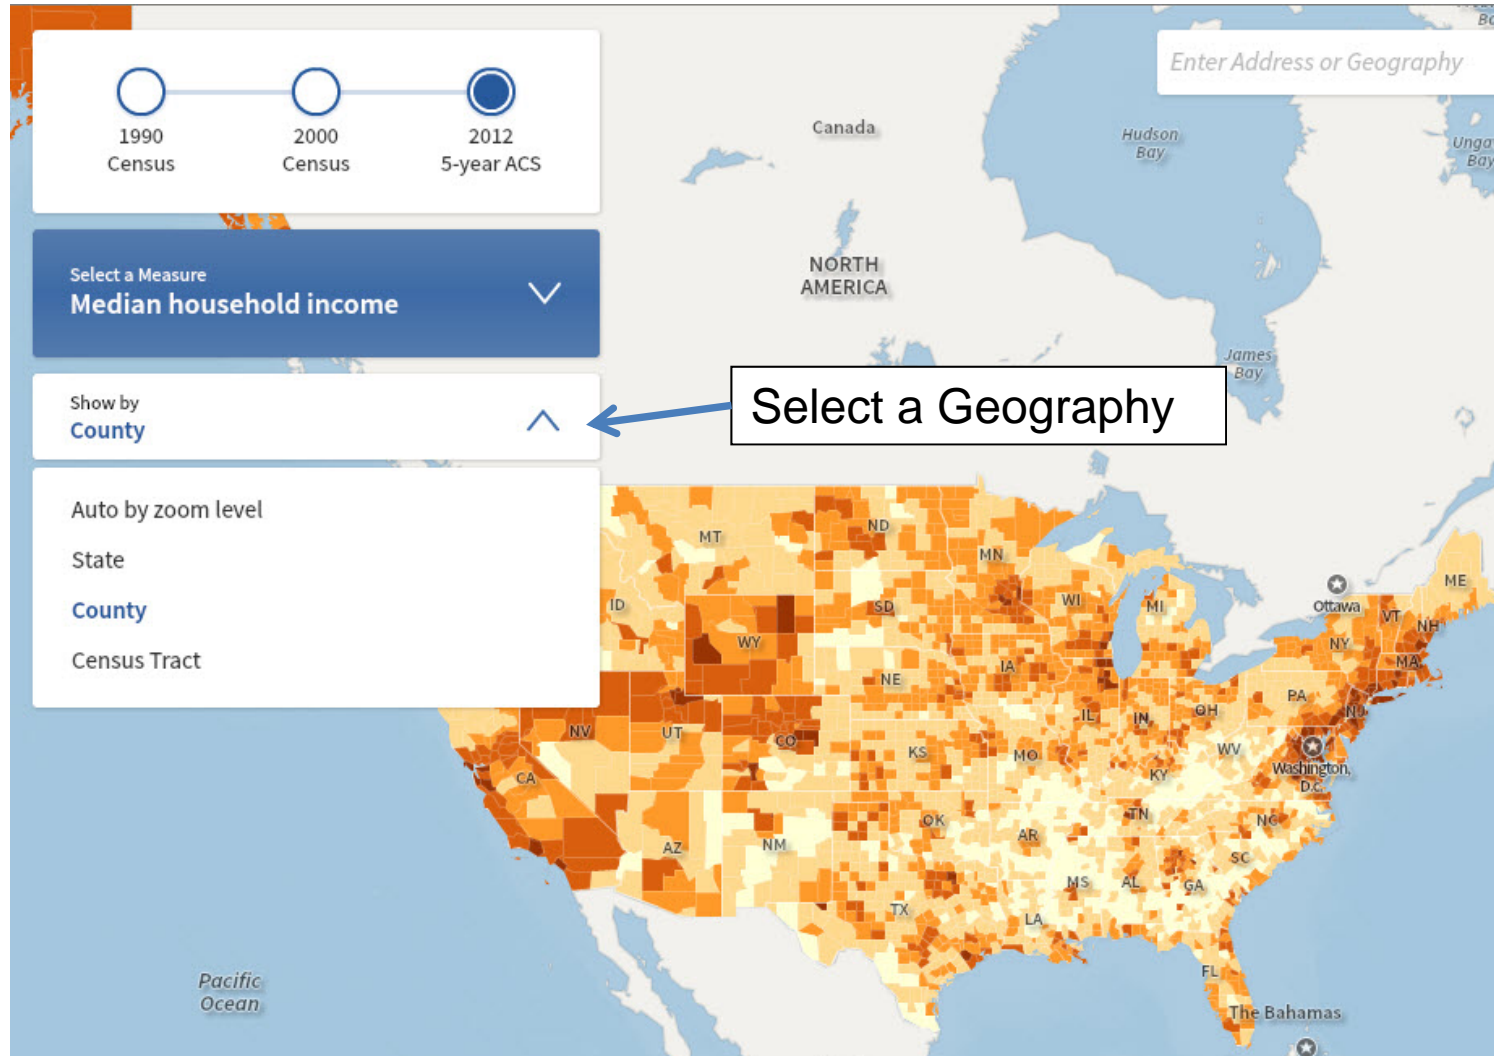 1990
Census
2000
Census
2012
5-year ACS
Enter Address or Geography
Select a Measure
Median household income
Show by
County
Select a Geography
Auto by zoom level
State
County
Census Tract
Canada
Hudson
Bay
NORTH
AMERICA
James
Bay
MT
ND
MN
ID
SD
WI
MI
Ottawa
VT
ME
NH
WY
NY
MA
NE
IA
PA
NV
UT
CO
IL
IN
OH
NJ
KS
MO
WV
KY
Washington,
D.C.
CA
OK
AR
TN
NC
AZ
NM
SC
MS
AL
GA
TX
LA
FL
Pacific
Ocean
The Bahamas